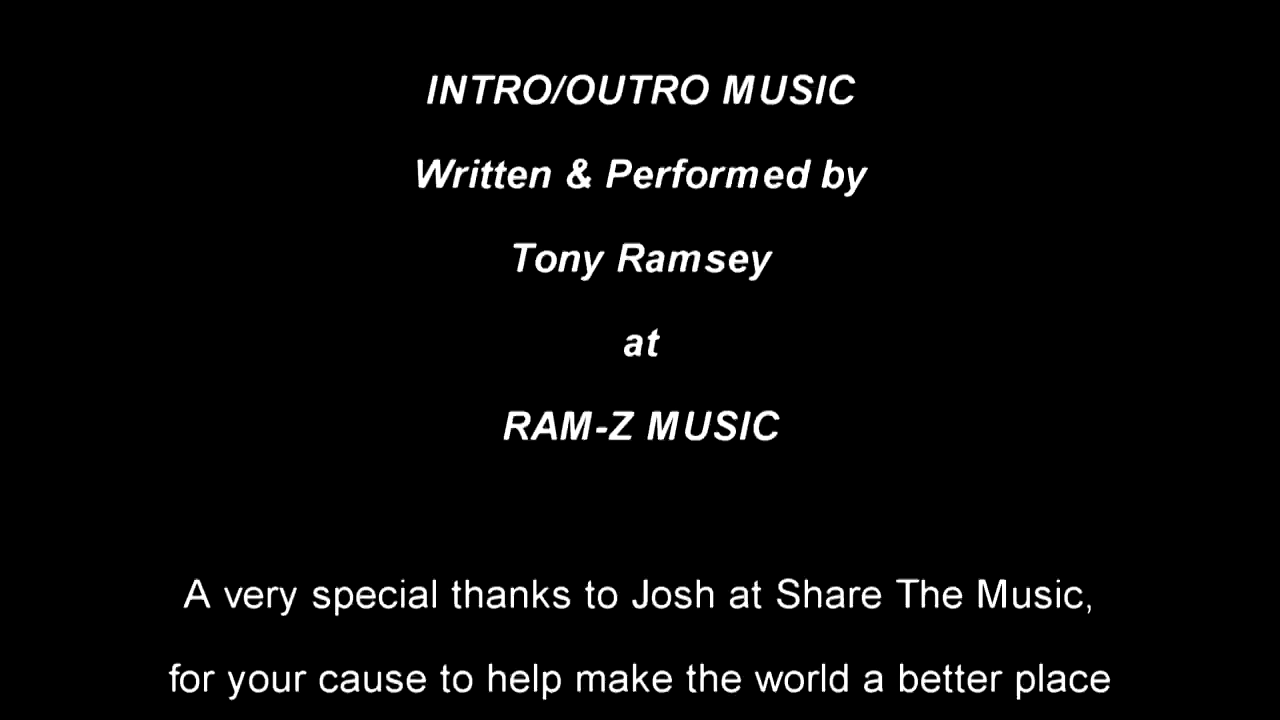 INTRO/OUTRO MUSIC
Written & Performed by
Tony Ramsey
at
RAM-Z MUSIC
A very special thanks to Josh at Share The Music,
for your cause to help make the world a better place